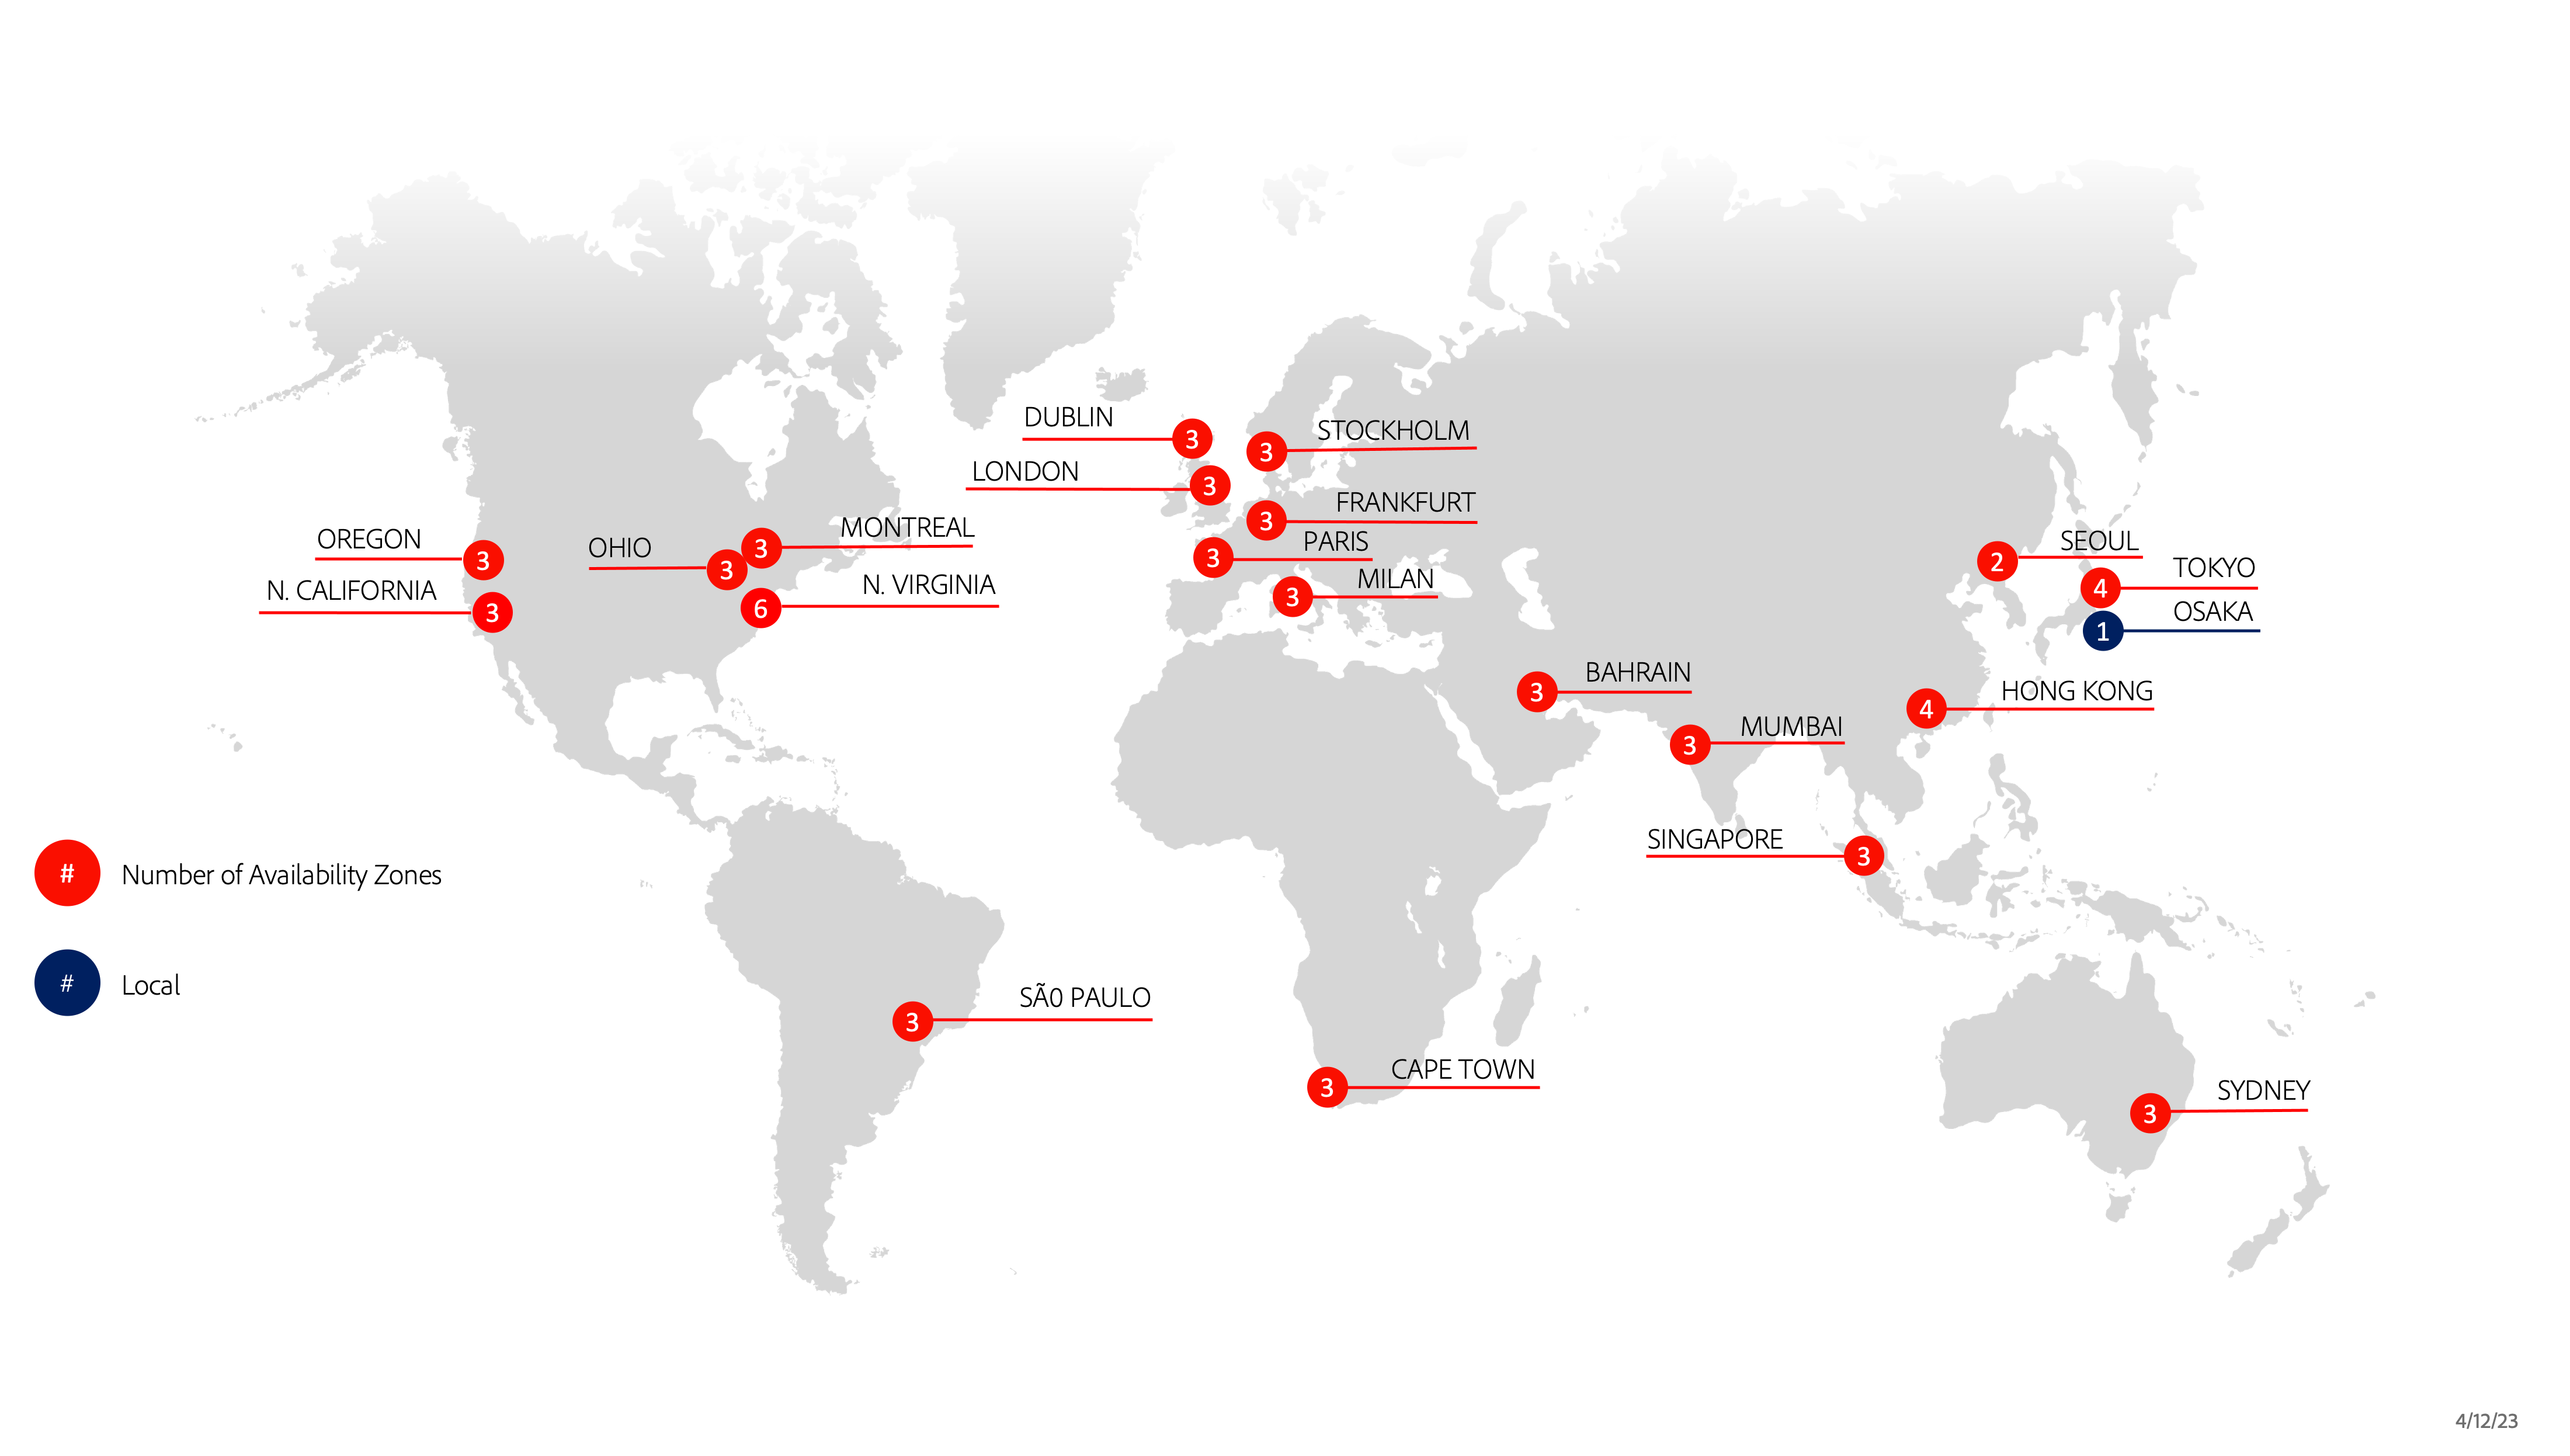 DUBLIN
3
STOCKHOLM
3
LONDON
3
FRANKFURT
3
OREGON
3
OHIO
3
MONTREAL
3
PARIS
3
N. CALIFORNIA
3
N. VIRGINIA
6
MILAN
3
SEOUL
2
TOKYO
4
OSAKA
1
BAHRAIN
3
HONG KONG
4
MUMBAI
3
SINGAPORE
3
# Number of Availability Zones
# Local
SÃ0 PAULO
3
CAPE TOWN
3
SYDNEY
3
4/12/23